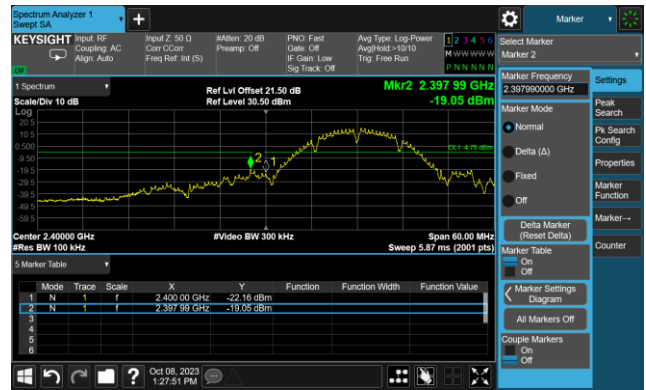 Spectrum Analyzer 1
Swept SA
+
Marker
KEYSIGHT
Input: RF
Coupling: AC
Align: Auto
Input Z: 50 Ω
Corr CCorr
Freq Ref: Int (S)
#Atten: 20 dB
Preamp: Off
PNO: Fast
Gate: Off
IF Gain: Low
Sig Track: Off
Avg Type: Log-Power
Avg|Hold:>10/10
Trig: Free Run
1 2 3 4 5 6
M W W W W W
P N N N N N
Select Marker
Marker 2
1 Spectrum
Scale/Div 10 dB
Log
Ref Lvl Offset 21.50 dB
Ref Level 30.50 dBm
Mkr2 2.397 99 GHz
-19.05 dBm
20.5
10.5
0.500
-9.50
-19.5
-29.5
-39.5
-49.5
-59.5
DL1 4.78 dBm
2
1
Center 2.40000 GHz
#Res BW 100 kHz
#Video BW 300 kHz
Span 60.00 MHz
Sweep 5.87 ms (2001 pts)
5 Marker Table
Mode Trace Scale X Y Function Function Width Function Value
1 N 1 f 2.400 00 GHz -22.16 dBm
2 N 1 f 2.397 99 GHz -19.05 dBm
3
4
5
6
Marker Frequency
2.397990000 GHz
Marker Mode
Normal
Delta (Δ)
Fixed
Off
Delta Marker
(Reset Delta)
Marker Table
On
Off
Marker Settings
Diagram
All Markers Off
Couple Markers
On
Off
Settings
Peak
Search
Pk Search
Config
Properties
Marker
Function
Marker→
Counter
?
Oct 08, 2023
1:27:51 PM